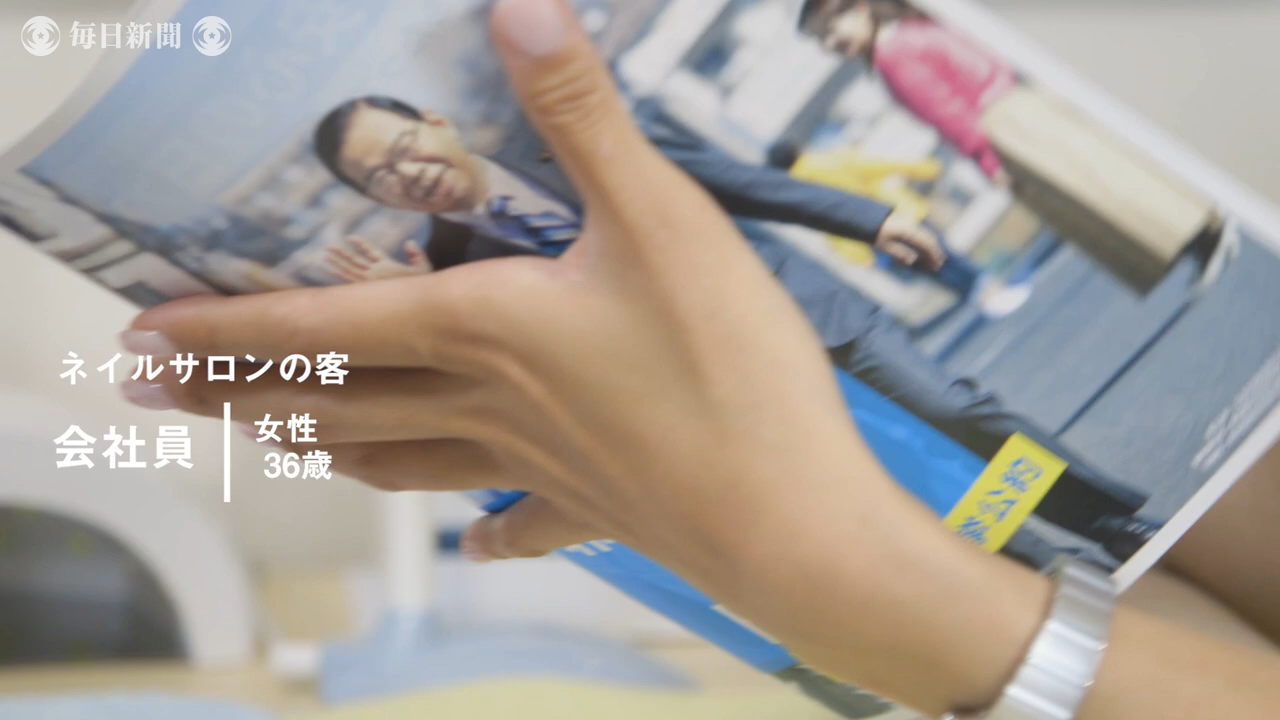 毎日新聞
ネイルサロンの客
会社員
女性
36歳